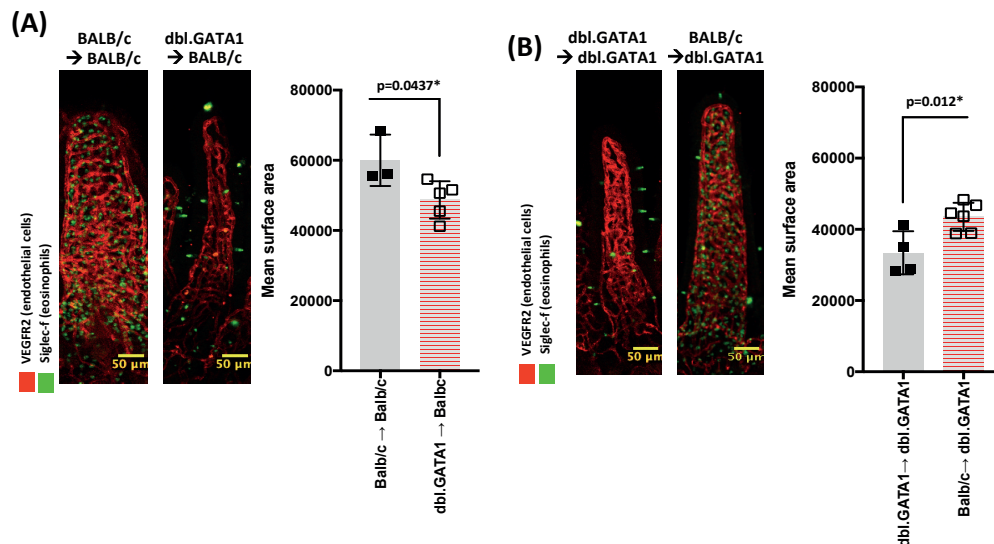 (A)
BALB/c
→ BALB/c
dbl.GATA1
→ BALB/c
VEGFR2 (endothelial cells)
Siglec-f (eosinophils)
50 µm
50 µm
p=0.0437*
Mean surface area
80000
60000
40000
20000
0
Balb/c → Balb/c
dbl.GATA1 → Balbc
(B)
dbl.GATA1
→ dbl.GATA1
BALB/c
→dbl.GATA1
VEGFR2 (endothelial cells)
Siglec-f (eosinophils)
50 µm
50 µm
p=0.012*
Mean surface area
80000
60000
40000
20000
0
dbl.GATA1→ dbl.GATA1
Balb/c→ dbl.GATA1